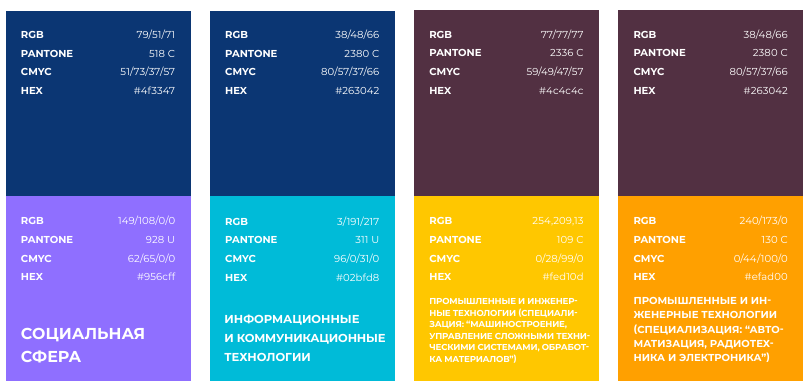 RGB 79/51/71
PANTONE 518 C
CMYC 51/73/37/57
HEX #4f3347
RGB 149/108/0/0
PANTONE 928 U
CMYC 62/65/0/0
HEX #956cff
СОЦИАЛЬНАЯ
СФЕРА
RGB 38/48/66
PANTONE 2380 C
CMYC 80/57/37/66
HEX #263042
RGB 3/191/217
PANTONE 311 U
CMYC 96/0/31/0
HEX #02bfd8
ИНФОРМАЦИОННЫЕ
И КОММУНИКАЦИОННЫЕ
ТЕХНОЛОГИИ
RGB 77/77/77
PANTONE 2336 C
CMYC 59/49/47/57
HEX #4c4c4c
RGB 254,209,13
PANTONE 109 C
CMYC 0/28/99/0
HEX #fed10d
ПРОМЫШЛЕННЫЕ И ИНЖЕНЕР-
НЫЕ ТЕХНОЛОГИИ (СПЕЦИАЛИ-
ЗАЦИЯ: “МАШИНОСТРОЕНИЕ,
УПРАВЛЕНИЕ СЛОЖНЫМИ ТЕХНИ-
ЧЕСКИМИ СИСТЕМАМИ, ОБРАБОТ-
КА МАТЕРИАЛОВ”)
RGB 38/48/66
PANTONE 2380 C
CMYC 80/57/37/66
HEX #263042
RGB 240/173/0
PANTONE 130 C
CMYC 0/44/100/0
HEX #efad00
ПРОМЫШЛЕННЫЕ И ИН-
ЖЕНЕРНЫЕ ТЕХНОЛОГИИ
(СПЕЦИАЛИЗАЦИЯ: “АВТО-
МАТИЗАЦИЯ, РАДИОТЕХ-
НИКА И ЭЛЕКТРОНИКА”)